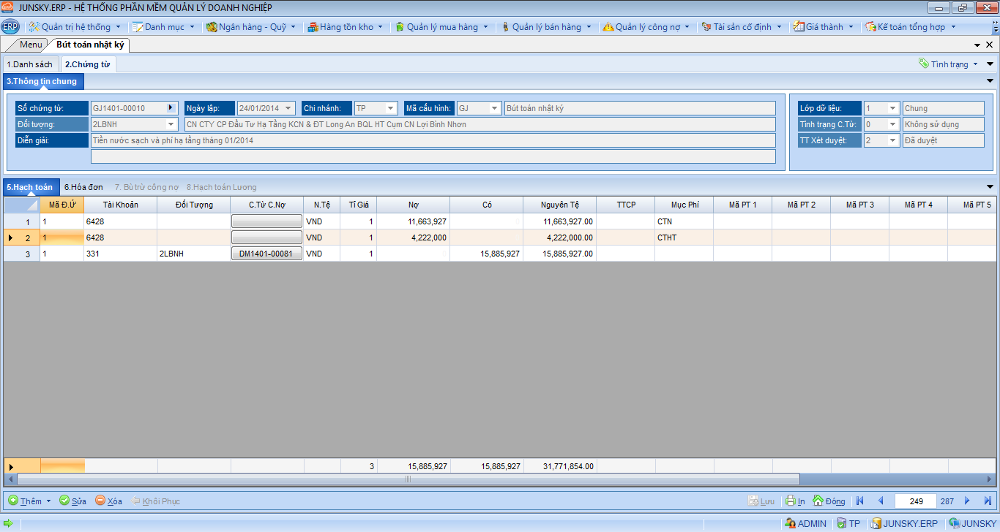 JUNSKY.ERP - HỆ THỐNG PHẦN MỀM QUẢN LÝ DOANH NGHIỆP
ERP Quản trị hệ thống Danh mục Ngân hàng - Quỹ Hàng tồn kho Quản lý mua hàng Quản lý bán hàng Quản lý công nợ Tài sản cố định Giá thành Kế toán tổng hợp
Menu Bút toán nhật ký
1.Danh sách 2.Chứng từ Tình trạng
3.Thông tin chung
Số chứng từ: GJ1401-00010 Ngày lập: 24/01/2014 Chi nhánh: TP Mã cấu hình: GJ Bút toán nhật ký Lớp dữ liệu: 1 Chung
Đối tượng: 2LBNH CN CTY CP Đầu Tư Hạ Tầng KCN & ĐT Long An BQL HT Cụm CN Lợi Bình Nhơn Tình trạng C.Từ: 0 Không sử dụng
Diễn giải: Tiền nước sạch và phí hạ tầng tháng 01/2014 TT Xét duyệt: 2 Đã duyệt
5.Hạch toán 6.Hóa đơn 7. Bù trừ công nợ 8.Hạch toán Lương
Mã Đ.Ứ Tài Khoản Đối Tượng C.Từ C.Nợ N.Tệ Tỉ Giá Nợ Có Nguyên Tệ TTCP Mục Phí Mã PT 1 Mã PT 2 Mã PT 3 Mã PT 4 Mã PT 5
1 1 6428 VND 1 11,663,927 0 11,663,927.00 CTN
2 1 6428 VND 1 4,222,000 4,222,000.00 CTHT
3 1 331 2LBNH DM1401-00081 VND 1 0 15,885,927 15,885,927.00
3 15,885,927 15,885,927 31,771,854.00
Thêm Sửa Xóa Khôi Phục Lưu In Đóng 249 287
ADMIN TP JUNSKY.ERP JUNSKY